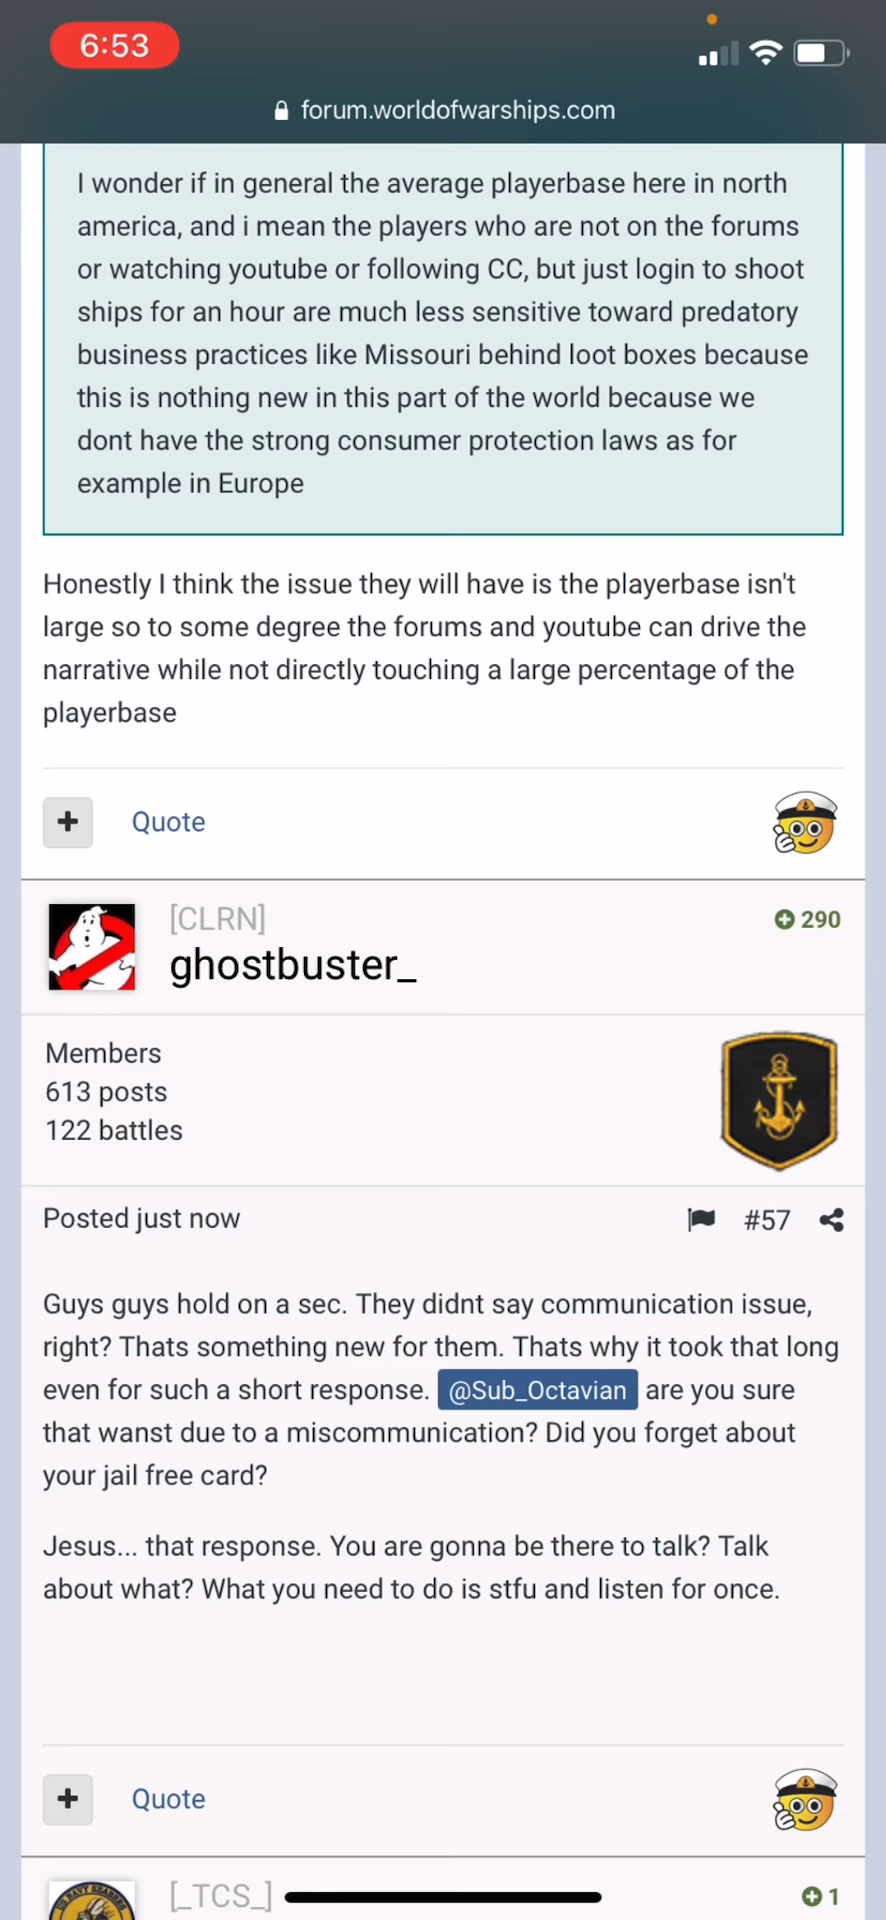 6:53
forum.worldofwarships.com
I wonder if in general the average playerbase here in north
america, and i mean the players who are not on the forums
or watching youtube or following CC, but just login to shoot
ships for an hour are much less sensitive toward predatory
business practices like Missouri behind loot boxes because
this is nothing new in this part of the world because we
dont have the strong consumer protection laws as for
example in Europe
Honestly I think the issue they will have is the playerbase isn't
large so to some degree the forums and youtube can drive the
narrative while not directly touching a large percentage of the
playerbase
+ Quote
[CLRN]
290
ghostbuster_
Members
613 posts
122 battles
Posted just now
#57
Guys guys hold on a sec. They didnt say communication issue,
right? Thats something new for them. Thats why it took that long
even for such a short response. @Sub_Octavian are you sure
that wanst due to a miscommunication? Did you forget about
your jail free card?
Jesus... that response. You are gonna be there to talk? Talk
about what? What you need to do is stfu and listen for once.
+ Quote
[_TCS_]
1